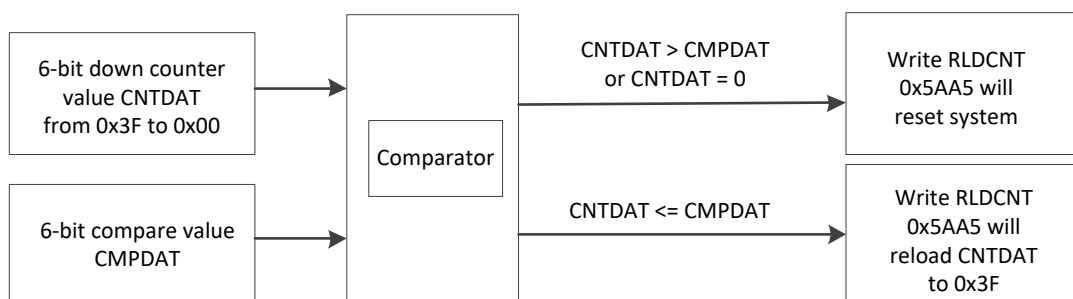 6-bit down counter
value CNTDAT
from 0x3F to 0x00
6-bit compare value
CMPDAT
Comparator
CNTDAT > CMPDAT
or CNTDAT = 0
CNTDAT <= CMPDAT
Write RLDCNT
0x5AA5 will
reset system
Write RLDCNT
0x5AA5 will
reload CNTDAT
to 0x3F